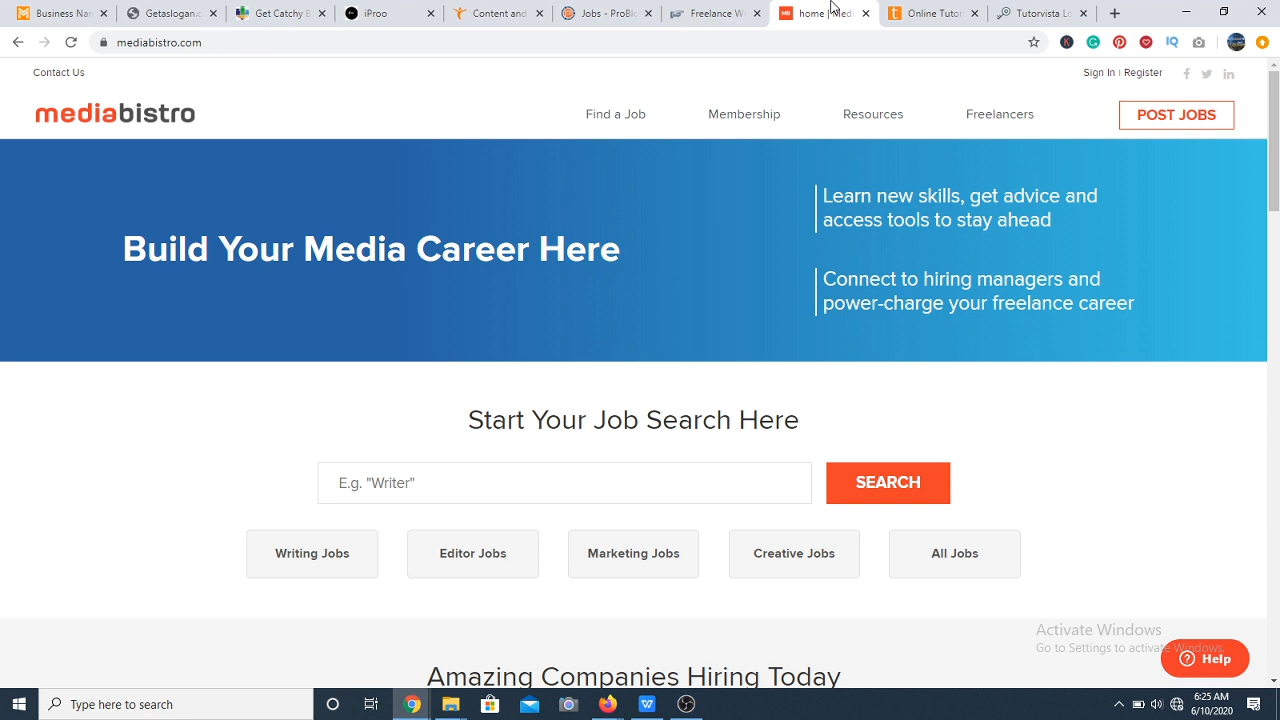 Business Nam
Getaslogan.c
Get Catchy B
iProo
Content and
Jobs - ProBlo
Freelance We
home | Medi
Online Tutor
Tutorvista Lo
mediabistro.com
Contact Us
Sign In | Register
mediabistro
Find a Job
Membership
Resources
Freelancers
POST JOBS
Build Your Media Career Here
Learn new skills, get advice and
access tools to stay ahead
Connect to hiring managers and
power-charge your freelance career
Start Your Job Search Here
E.g. "Writer"
SEARCH
Writing Jobs
Editor Jobs
Marketing Jobs
Creative Jobs
All Jobs
Activate Windows
Go to Settings to activate Windows.
Help
Amazing Companies Hiring Today
Type here to search
6:25 AM
6/10/2020